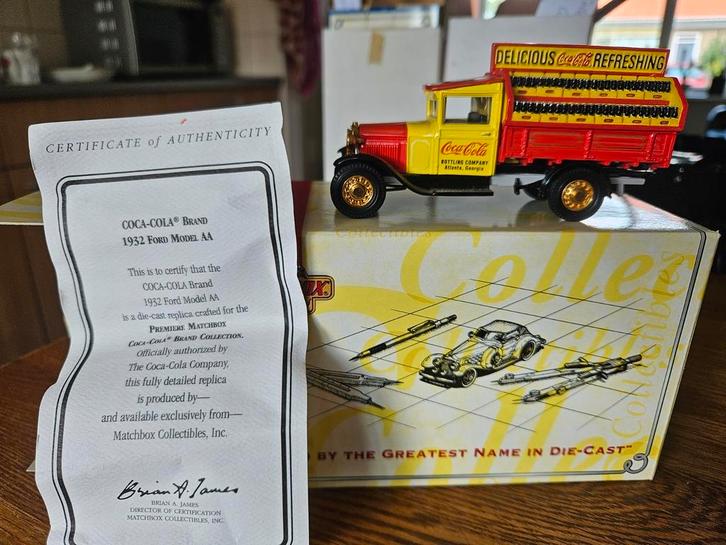 CERTIFICATE of AUTHENTICITY
COCA-COLA® BRAND
1932 FORD MODEL AA
This is to certify that the
COCA-COLA Brand
1932 Ford Model AA
is a die-cast replica crafted for the
PREMIERE MATCHBOX
COCA-COLA® BRAND COLLECTION.
Officially authorized by
The Coca-Cola Company,
this fully detailed replica
is produced by—
and available exclusively from—
Matchbox Collectibles, Inc.
Brian A. James
BRIAN A. JAMES
DIRECTOR OF CERTIFICATION
MATCHBOX COLLECTIBLES, INC.
DELICIOUS Coca-Cola REFRESHING
Coca-Cola
BOTTLING COMPANY
Atlanta, Georgia
Collectibles
Colle
Collectibles
BY THE GREATEST NAME IN DIE-CAST"